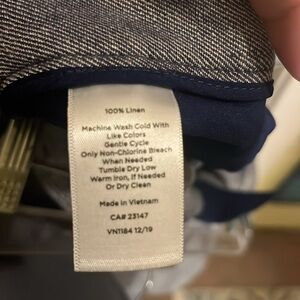 100% Linen
Machine Wash Cold With
Like Colors
Gentle Cycle
Only Non-Chlorine Bleach
When Needed
Tumble Dry Low
Warm Iron, if Needed
Or Dry Clean
Made in Vietnam
CA# 23147
VN1184 12/19